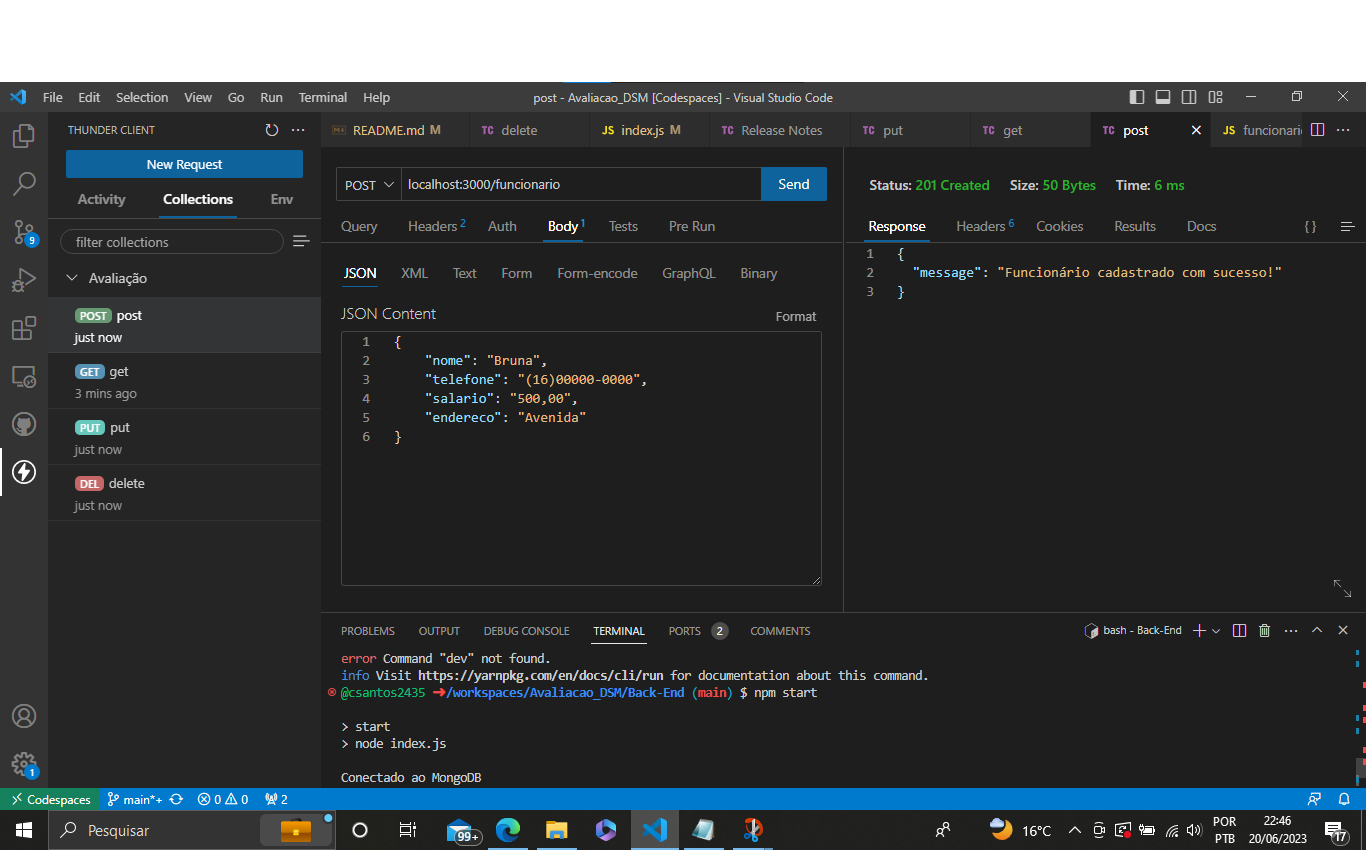 File Edit Selection View Go Run Terminal Help
post - Avaliacao_DSM [Codespaces] - Visual Studio Code
THUNDER CLIENT
New Request
Activity Collections Env
filter collections
Avaliação
POST post
just now
GET get
3 mins ago
PUT put
just now
DEL delete
just now
9
1
README.md M
TC delete
JS index.js M
TC Release Notes
TC put
TC get
TC post
JS funcionari
POST localhost:3000/funcionario Send
Query Headers 2 Auth Body 1 Tests Pre Run
JSON XML Text Form Form-encode GraphQL Binary
JSON Content
Format
1 {
2 "nome": "Bruna",
3 "telefone": "(16)00000-0000",
4 "salario": "500,00",
5 "endereco": "Avenida"
6 }
Status: 201 Created Size: 50 Bytes Time: 6 ms
Response Headers 6 Cookies Results Docs { }
1 {
2 "message": "Funcionário cadastrado com sucesso!"
3 }
PROBLEMS OUTPUT DEBUG CONSOLE TERMINAL PORTS 2 COMMENTS
bash - Back-End
error Command "dev" not found.
info Visit https://yarnpkg.com/en/docs/cli/run for documentation about this command.
@csantos2435 ➜/workspaces/Avaliacao_DSM/Back-End (main) $ npm start
> start
> node index.js
Conectado ao MongoDB
Codespaces main*+ 0 0 2
Pesquisar
99+
16°C
POR
PTB
22:46
20/06/2023
17